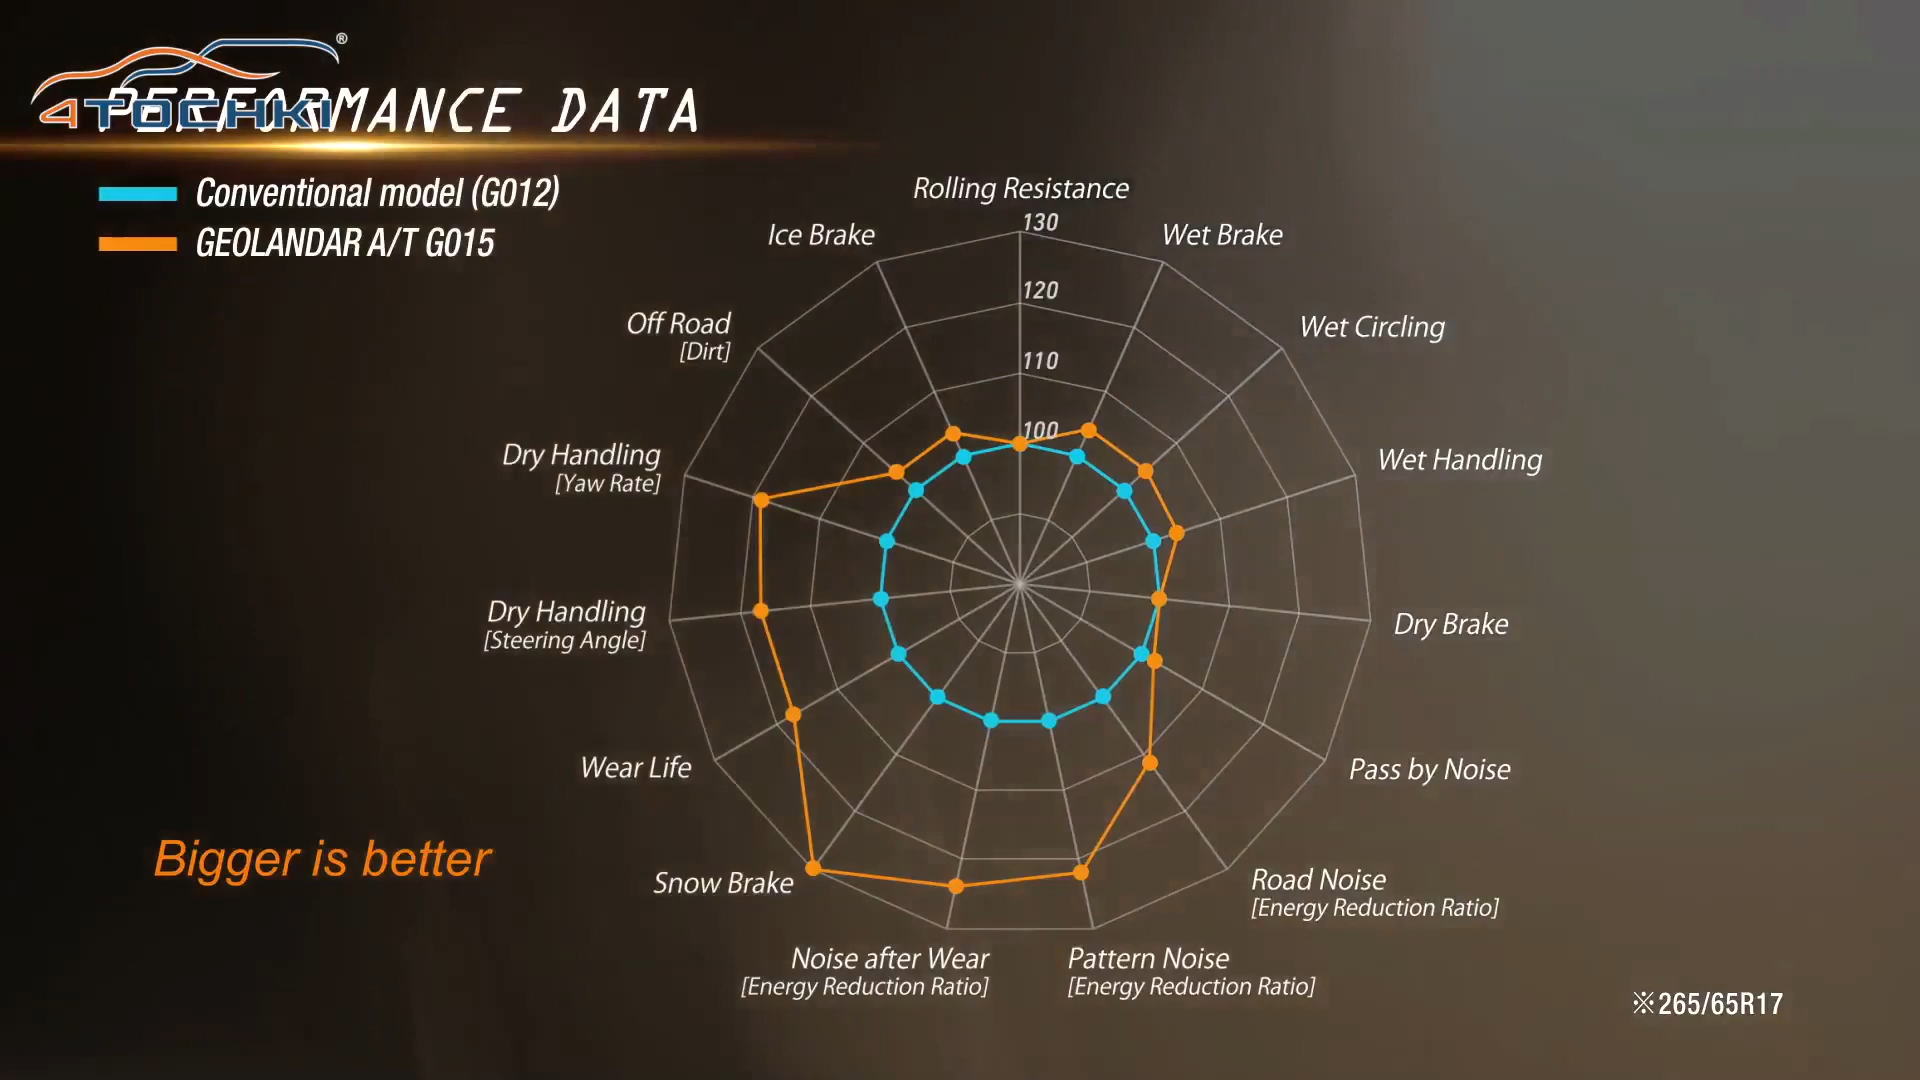 ®
4TOCHKI
PERFORMANCE DATA
Conventional model (G012)
GEOLANDAR A/T G015
Rolling Resistance
130
120
110
100
Wet Brake
Wet Circling
Wet Handling
Dry Brake
Pass by Noise
Road Noise
[Energy Reduction Ratio]
Pattern Noise
[Energy Reduction Ratio]
Noise after Wear
[Energy Reduction Ratio]
Snow Brake
Wear Life
Dry Handling
[Steering Angle]
Dry Handling
[Yaw Rate]
Off Road
[Dirt]
Ice Brake
Bigger is better
※265/65R17